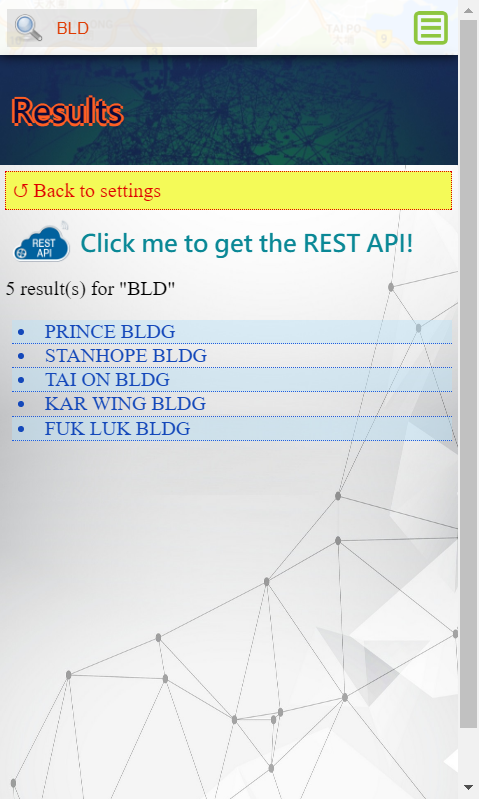 BLD
TAI PO
大埔
Results
↺ Back to settings
REST
API
Click me to get the REST API!
5 result(s) for "BLD"
• PRINCE BLDG
• STANHOPE BLDG
• TAI ON BLDG
• KAR WING BLDG
• FUK LUK BLDG